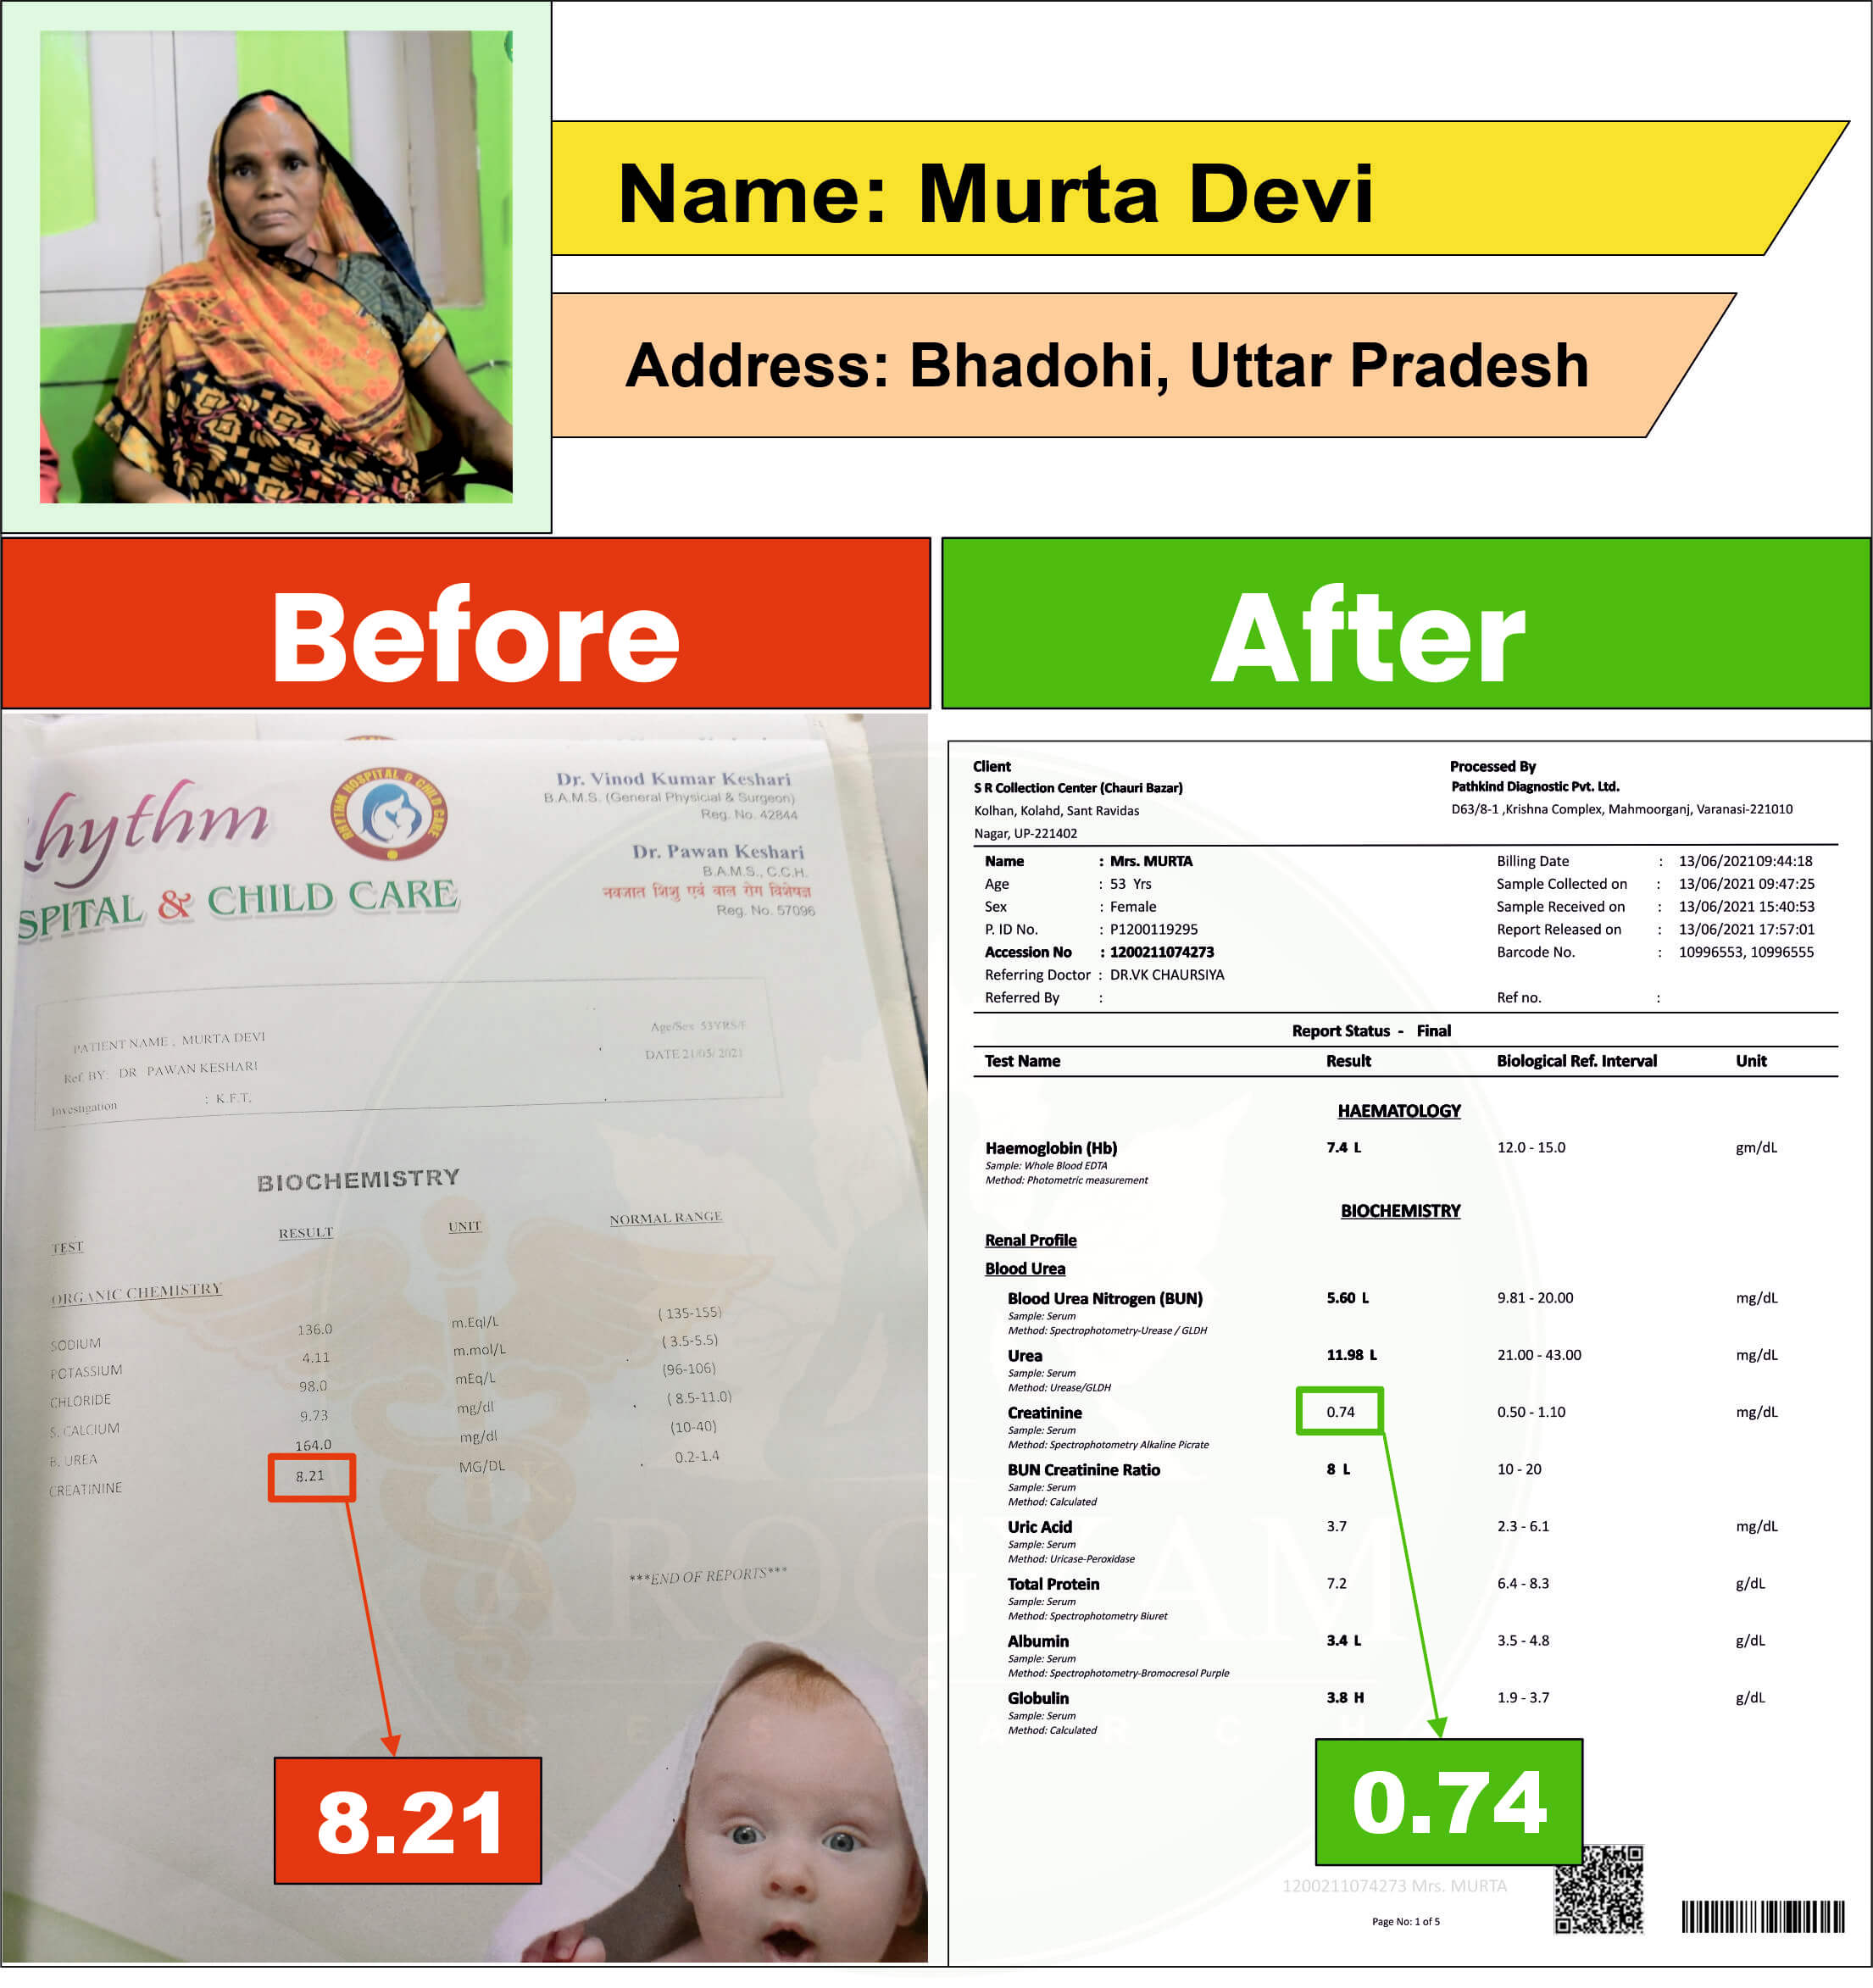 Name: Murta Devi
Address: Bhadohi, Uttar Pradesh
Before
After
hythm
SPITAL & CHILD CARE
RHYTHM HOSPITAL & CHILD CARE
Dr. Vinod Kumar Keshari
B.A.M.S. (General Physicial & Surgeon)
Reg. No. 42844
Dr. Pawan Keshari
B.A.M.S., C.C.H.
नवजात शिशु एवं बाल रोग विशेषज्ञ
Reg. No. 57096
PATIENT NAME , MURTA DEVI
Age/Sex 53YRS/F
Ref. BY: DR PAWAN KESHARI
DATE 21/05/ 2021
Investigation : K.F.T,
BIOCHEMISTRY
TEST RESULT UNIT NORMAL RANGE
ORGANIC CHEMISTRY
SODIUM 136.0 m.Eql/L ( 135-155)
POTASSIUM 4.11 m.mol/L ( 3.5-5.5)
CHLORIDE 98.0 mEq/L (96-106)
S. CALCIUM 9.73 mg/dl ( 8.5-11.0)
B. UREA 164.0 mg/dl (10-40)
CREATININE 8.21 MG/DL 0.2-1.4
***END OF REPORTS***
8.21
Client
S R Collection Center (Chauri Bazar)
Kolhan, Kolahd, Sant Ravidas
Nagar, UP-221402
Processed By
Pathkind Diagnostic Pvt. Ltd.
D63/8-1 ,Krishna Complex, Mahmoorganj, Varanasi-221010
Name : Mrs. MURTA Billing Date : 13/06/202109:44:18
Age : 53 Yrs Sample Collected on : 13/06/2021 09:47:25
Sex : Female Sample Received on : 13/06/2021 15:40:53
P. ID No. : P1200119295 Report Released on : 13/06/2021 17:57:01
Accession No : 1200211074273 Barcode No. : 10996553, 10996555
Referring Doctor : DR.VK CHAURSIYA
Referred By : Ref no. :
Report Status - Final
Test Name Result Biological Ref. Interval Unit
HAEMATOLOGY
Haemoglobin (Hb) 7.4 L 12.0 - 15.0 gm/dL
Sample: Whole Blood EDTA
Method: Photometric measurement
BIOCHEMISTRY
Renal Profile
Blood Urea
Blood Urea Nitrogen (BUN) 5.60 L 9.81 - 20.00 mg/dL
Sample: Serum
Method: Spectrophotometry-Urease / GLDH
Urea 11.98 L 21.00 - 43.00 mg/dL
Sample: Serum
Method: Urease/GLDH
Creatinine 0.74 0.50 - 1.10 mg/dL
Sample: Serum
Method: Spectrophotometry Alkaline Picrate
BUN Creatinine Ratio 8 L 10 - 20
Sample: Serum
Method: Calculated
Uric Acid 3.7 2.3 - 6.1 mg/dL
Sample: Serum
Method: Uricase-Peroxidase
Total Protein 7.2 6.4 - 8.3 g/dL
Sample: Serum
Method: Spectrophotometry Biuret
Albumin 3.4 L 3.5 - 4.8 g/dL
Sample: Serum
Method: Spectrophotometry-Bromocresol Purple
Globulin 3.8 H 1.9 - 3.7 g/dL
Sample: Serum
Method: Calculated
0.74
1200211074273 Mrs. MURTA
Page No: 1 of 5
AROGYAM
RESEARCH